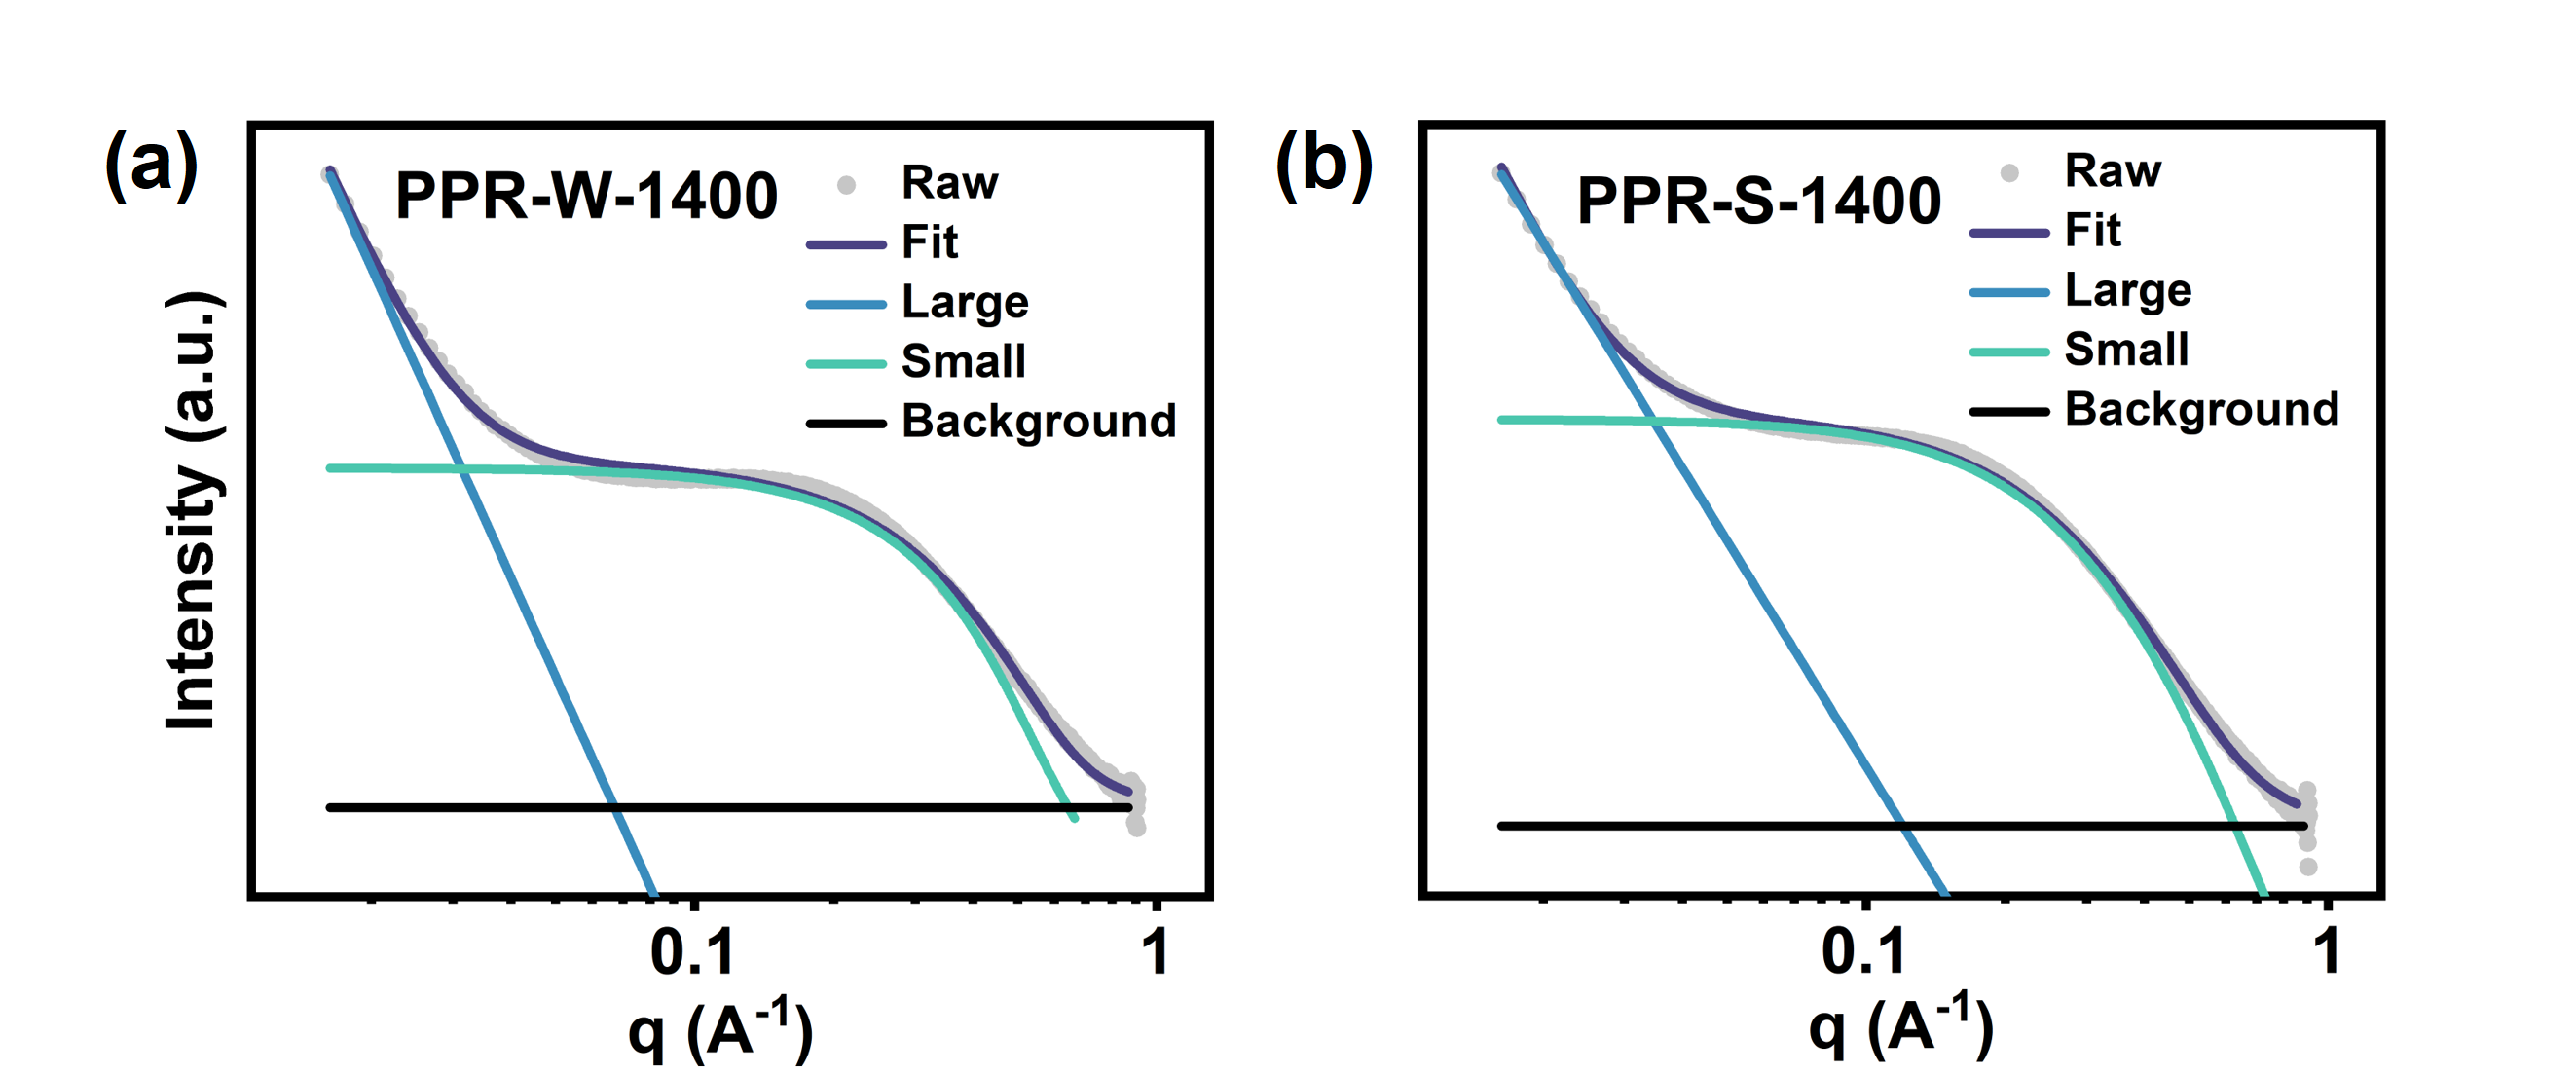 (a)
PPR-W-1400
Raw
Fit
Large
Small
Background
Intensity (a.u.)
0.1
1
q (A⁻¹)
(b)
PPR-S-1400
Raw
Fit
Large
Small
Background
0.1
1
q (A⁻¹)